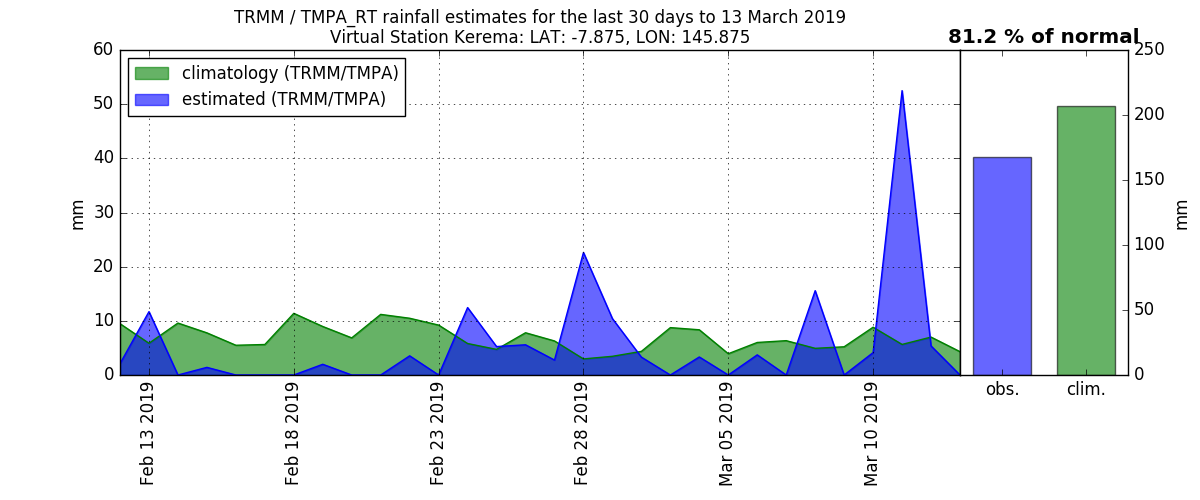 TRMM / TMPA_RT rainfall estimates for the last 30 days to 13 March 2019
Virtual Station Kerema: LAT: -7.875, LON: 145.875
81.2 % of normal
climatology (TRMM/TMPA)
estimated (TRMM/TMPA)
60
50
40
30
20
10
0
mm
Feb 13 2019
Feb 18 2019
Feb 23 2019
Feb 28 2019
Mar 05 2019
Mar 10 2019
obs.
clim.
250
200
150
100
50
0
mm